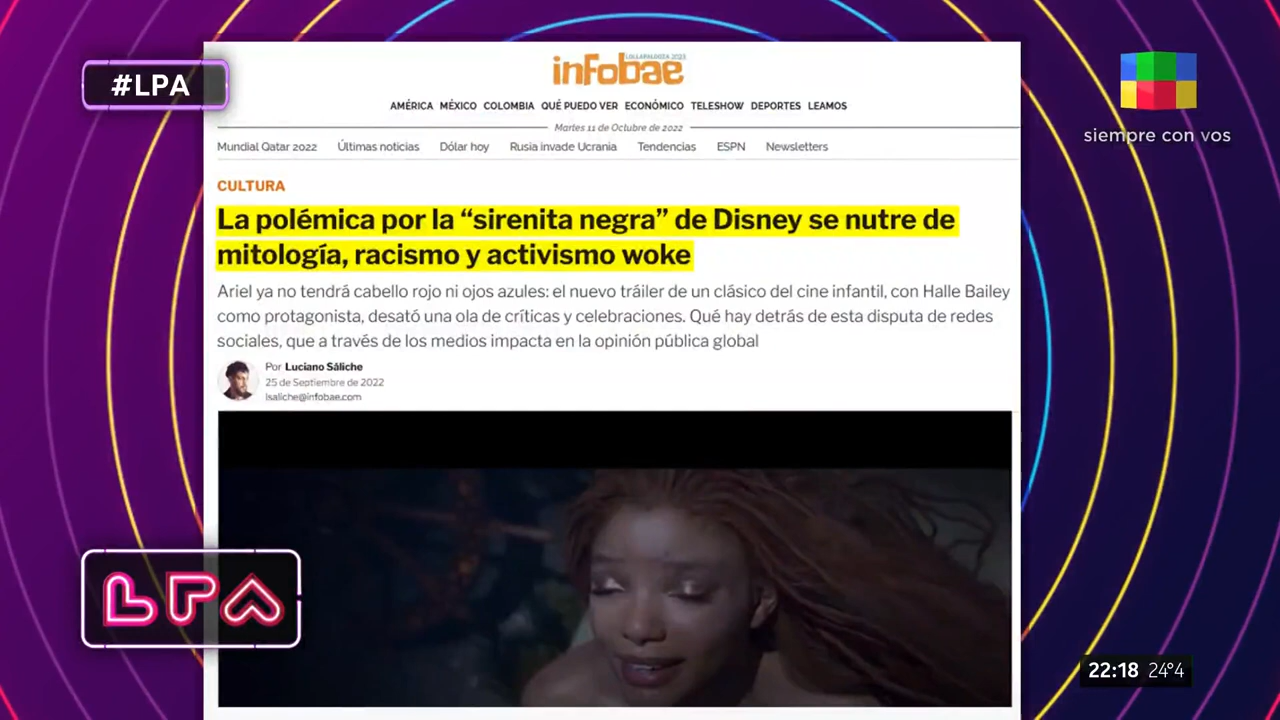 #LPA
LOLLAPALOOZA 2023
infobae
AMÉRICA MÉXICO COLOMBIA QUÉ PUEDO VER ECONÓMICO TELESHOW DEPORTES LEAMOS
Martes 11 de Octubre de 2022
Mundial Qatar 2022 Últimas noticias Dólar hoy Rusia invade Ucrania Tendencias ESPN Newsletters
siempre con vos
CULTURA
La polémica por la “sirenita negra” de Disney se nutre de
mitología, racismo y activismo woke
Ariel ya no tendrá cabello rojo ni ojos azules: el nuevo tráiler de un clásico del cine infantil, con Halle Bailey
como protagonista, desató una ola de críticas y celebraciones. Qué hay detrás de esta disputa de redes
sociales, que a través de los medios impacta en la opinión pública global
Por Luciano Sáliche
25 de Septiembre de 2022
lsaliche@infobae.com
LPA
22:18 24°4